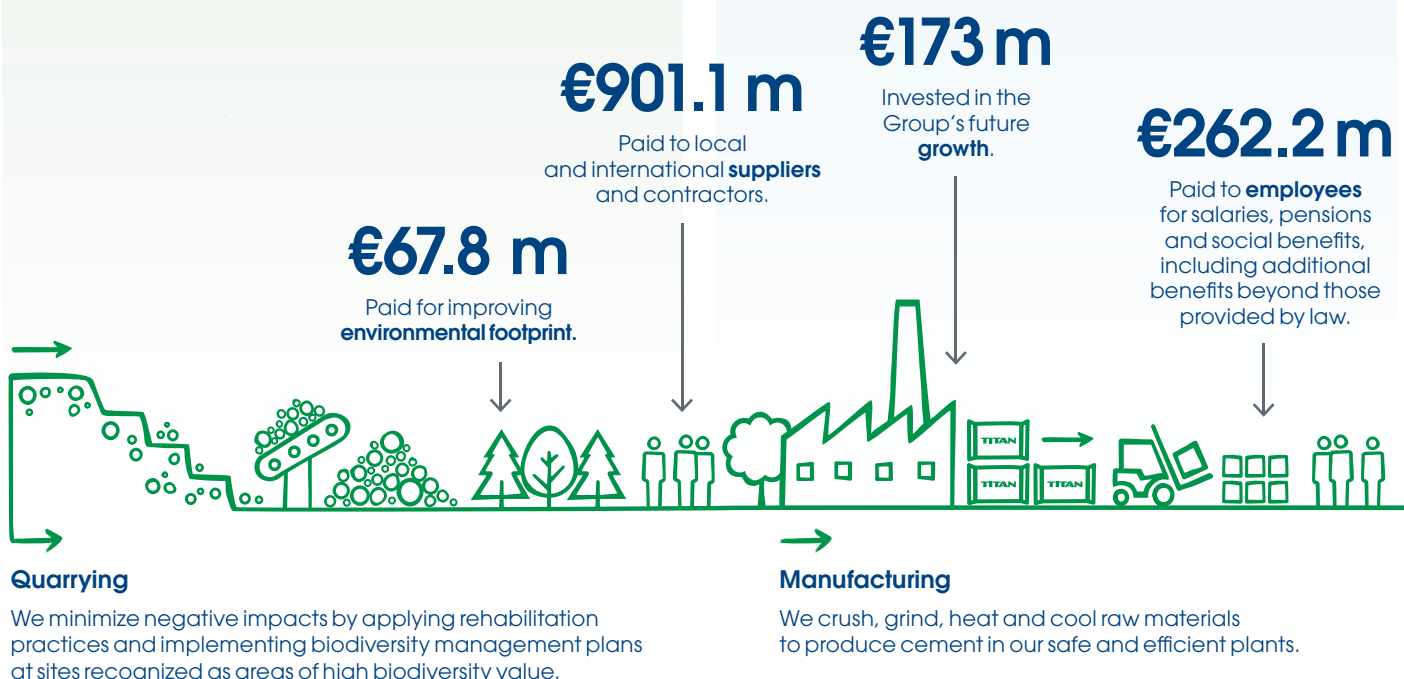 €67.8 m
Paid for improving
environmental footprint.
€901.1 m
Paid to local
and international suppliers
and contractors.
€173 m
Invested in the
Group's future
growth.
€262.2 m
Paid to employees
for salaries, pensions
and social benefits,
including additional
benefits beyond those
provided by law.
TITAN
TITAN
TITAN
Quarrying
We minimize negative impacts by applying rehabilitation
practices and implementing biodiversity management plans
at sites recognized as areas of high biodiversity value.
Manufacturing
We crush, grind, heat and cool raw materials
to produce cement in our safe and efficient plants.